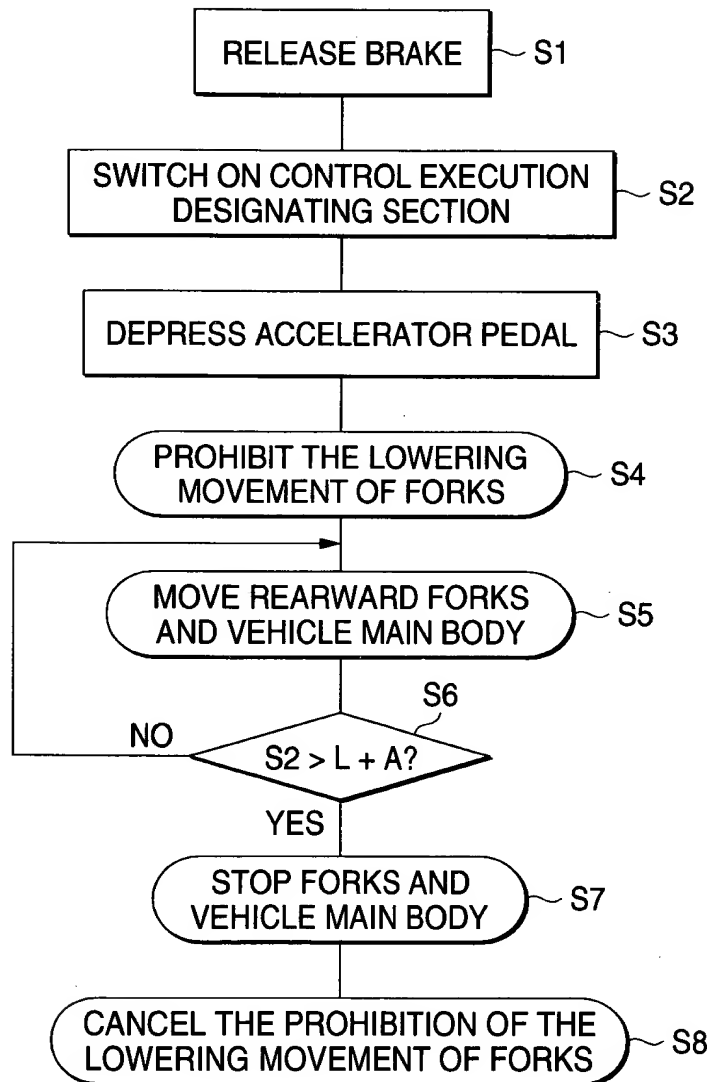 RELEASE BRAKE
S1
SWITCH ON CONTROL EXECUTION
DESIGNATING SECTION
S2
DEPRESS ACCELERATOR PEDAL
S3
PROHIBIT THE LOWERING
MOVEMENT OF FORKS
S4
MOVE REARWARD FORKS
AND VEHICLE MAIN BODY
S5
S6
NO
S2 > L + A?
YES
STOP FORKS AND
VEHICLE MAIN BODY
S7
CANCEL THE PROHIBITION OF THE
LOWERING MOVEMENT OF FORKS
S8